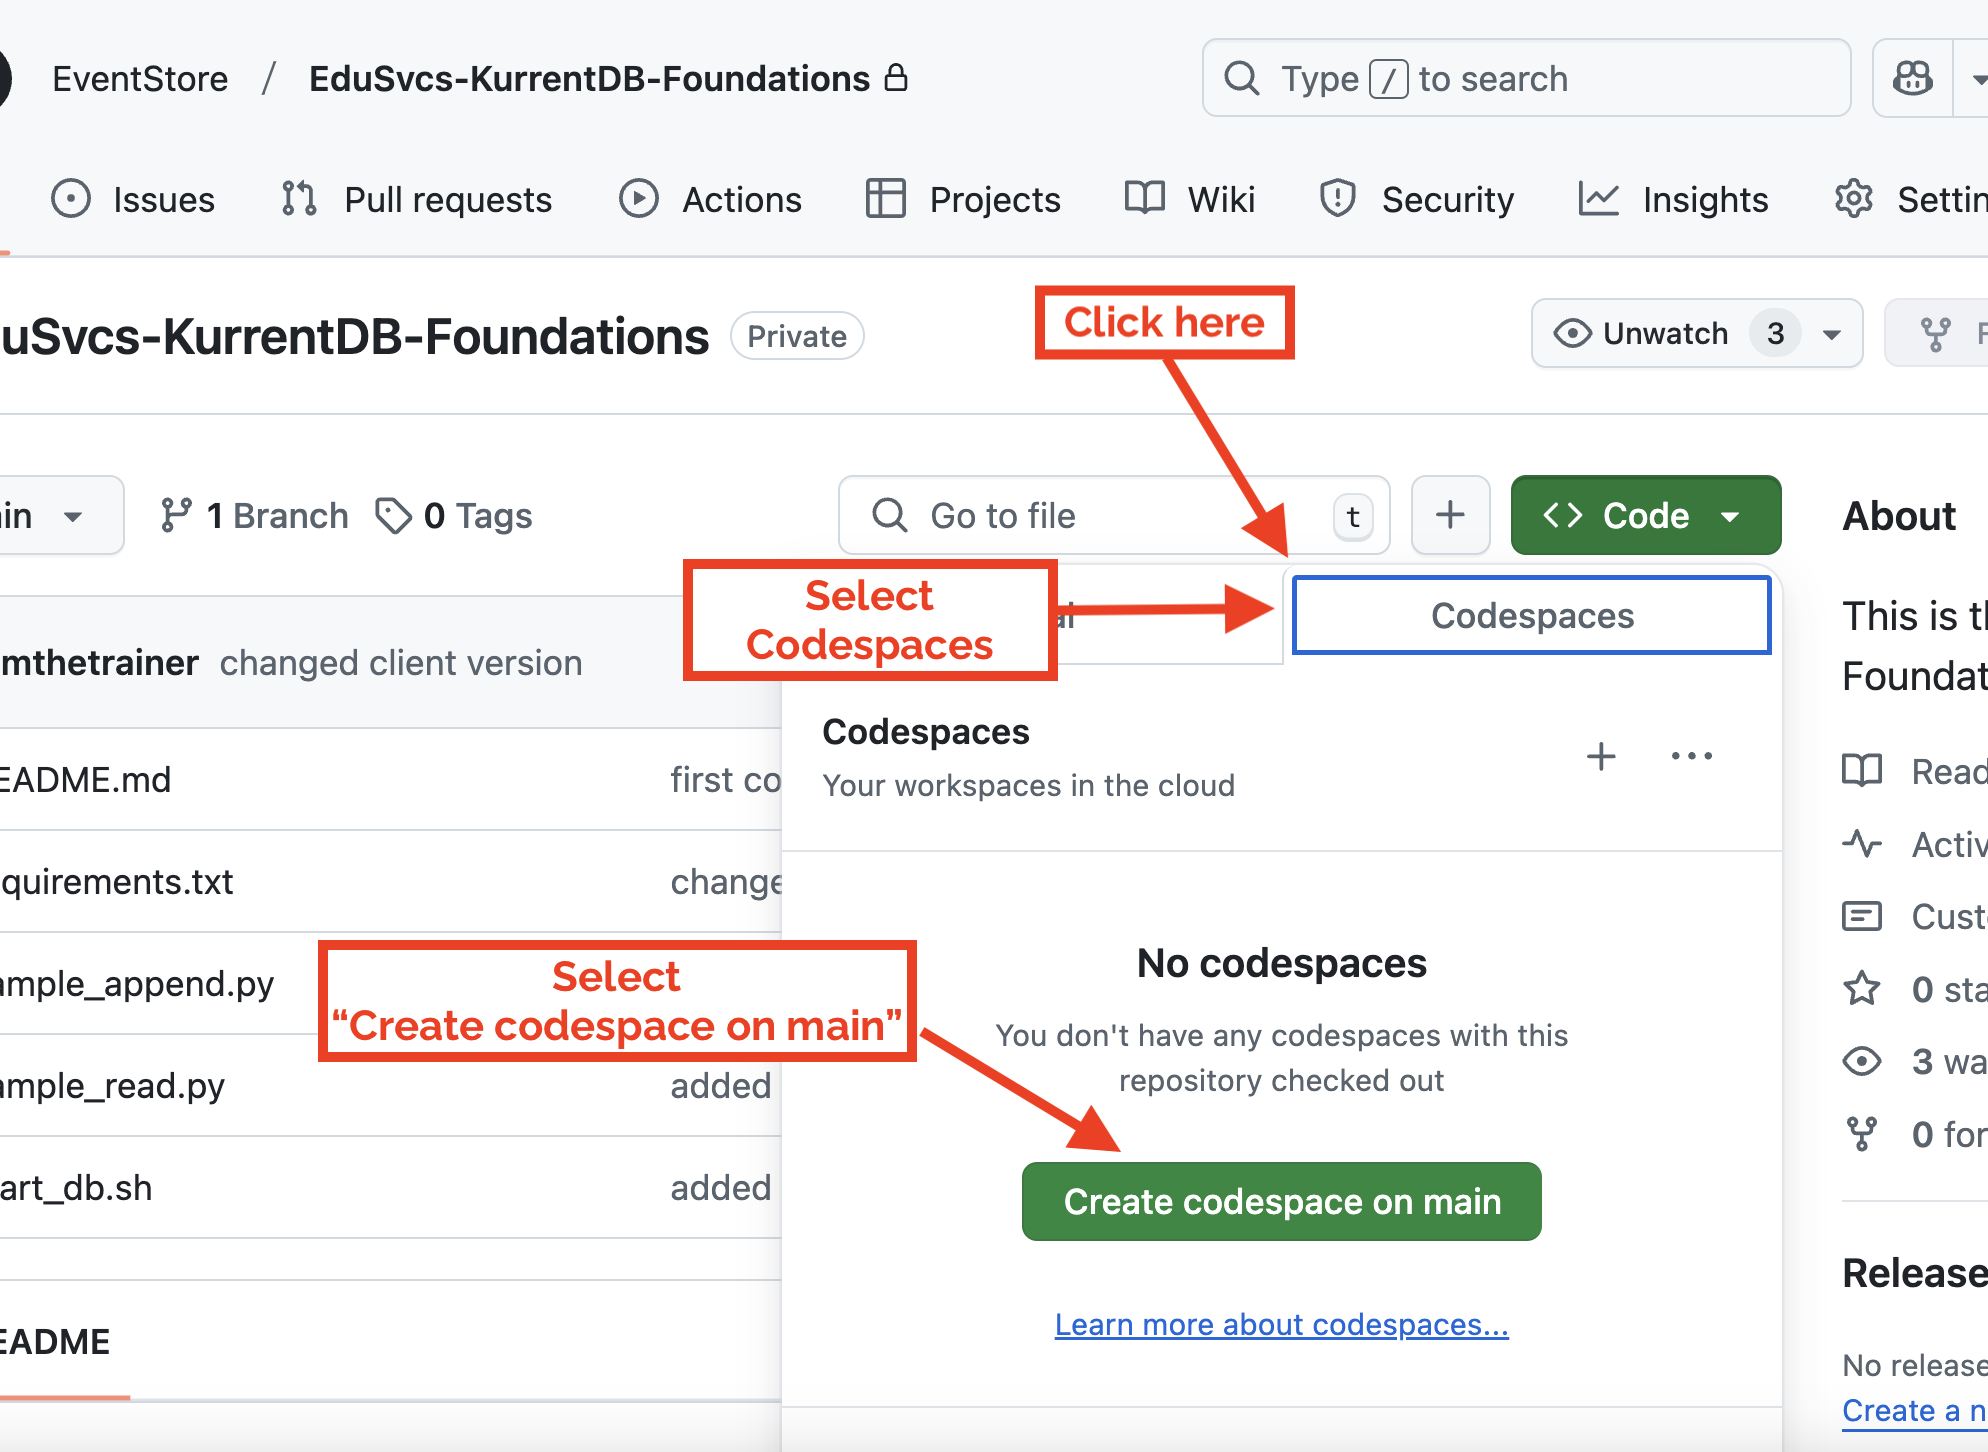 EventStore / EduSvcs-KurrentDB-Foundations
Type / to search
Issues
Pull requests
Actions
Projects
Wiki
Security
Insights
Settin
uSvcs-KurrentDB-Foundations
Private
Click here
Unwatch 3
in
1 Branch
0 Tags
Go to file
t
Code
About
Select
Codespaces
al
Codespaces
This is th
Foundat
mthetrainer changed client version
Codespaces
Your workspaces in the cloud
EADME.md
first co
quirements.txt
change
ample_append.py
ample_read.py
added
art_db.sh
added
Select
“Create codespace on main”
No codespaces
You don't have any codespaces with this
repository checked out
Create codespace on main
Learn more about codespaces...
EADME
Read
Activ
Cust
0 sta
3 wa
0 for
Release
No release
Create a n